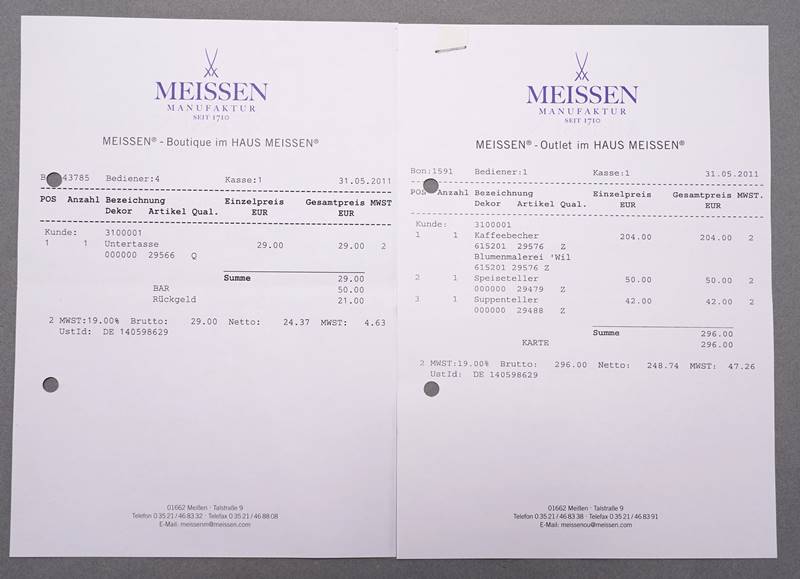 MEISSEN
MANUFAKTUR
SEIT 1710
MEISSEN® - Boutique im HAUS MEISSEN®
43785 Bediener:4 Kasse:1 31.05.2011
POS Anzahl Bezeichnung Einzelpreis Gesamtpreis MWST
Dekor Artikel Qual. EUR EUR
Kunde: 3100001
1 1 Untertasse 29.00 29.00 2
000000 29566 Q
Summe 29.00
BAR 50.00
Rückgeld 21.00
2 MWST:19.00% Brutto: 29.00 Netto: 24.37 MWST: 4.63
UstId: DE 140598629
01662 Meißen · Talstraße 9
Telefon 0 35 21 / 46 83 32 · Telefax 0 35 21 / 46 88 08
E-Mail: meissenm@meissen.com
MEISSEN
MANUFAKTUR
SEIT 1710
MEISSEN® - Outlet im HAUS MEISSEN®
Bon:1591 Bediener:1 Kasse:1 31.05.2011
POS Anzahl Bezeichnung Einzelpreis Gesamtpreis MWST.
Dekor Artikel Qual. EUR EUR
Kunde: 3100001
1 1 Kaffeebecher 204.00 204.00 2
615201 29576 Z
Blumenmalerei 'Wil
615201 29576 Z
2 1 Speiseteller 50.00 50.00 2
000000 29479 Z
3 1 Suppenteller 42.00 42.00 2
000000 29488 Z
Summe 296.00
KARTE 296.00
2 MWST:19.00% Brutto: 296.00 Netto: 248.74 MWST: 47.26
UstId: DE 140598629
01662 Meißen · Talstraße 9
Telefon 0 35 21 / 46 83 38 · Telefax 0 35 21 / 46 83 91
E-Mail: meissenou@meissen.com